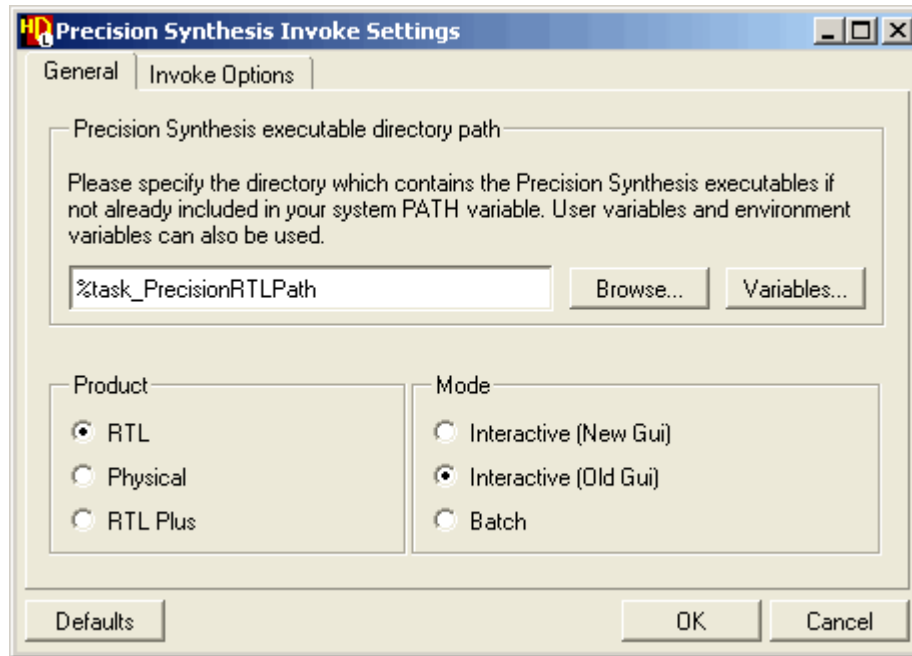 HDL Precision Synthesis Invoke Settings
General Invoke Options
Precision Synthesis executable directory path
Please specify the directory which contains the Precision Synthesis executables if
not already included in your system PATH variable. User variables and environment
variables can also be used.
%task_PrecisionRTLPath Browse... Variables...
Product Mode
RTL Interactive (New Gui)
Physical Interactive (Old Gui)
RTL Plus Batch
Defaults OK Cancel